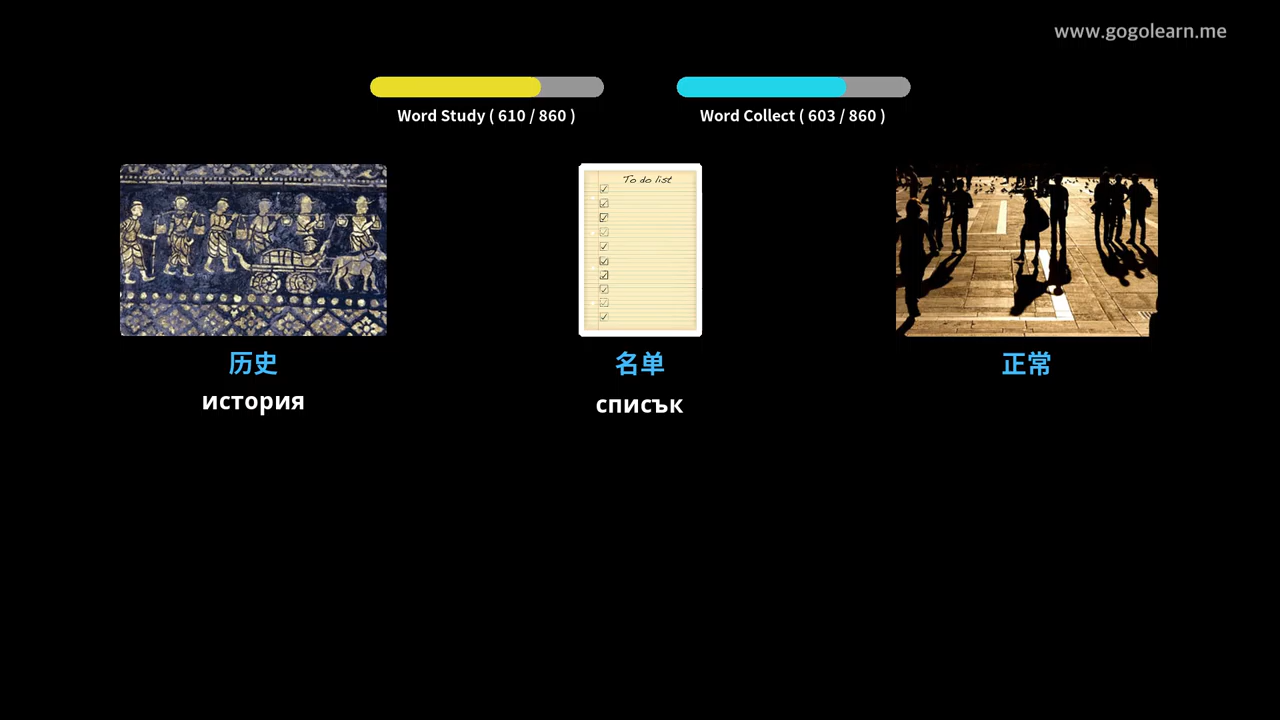 www.gogolearn.me
Word Study ( 610 / 860 )
Word Collect ( 603 / 860 )
To do list
历史
名单
正常
история
списък